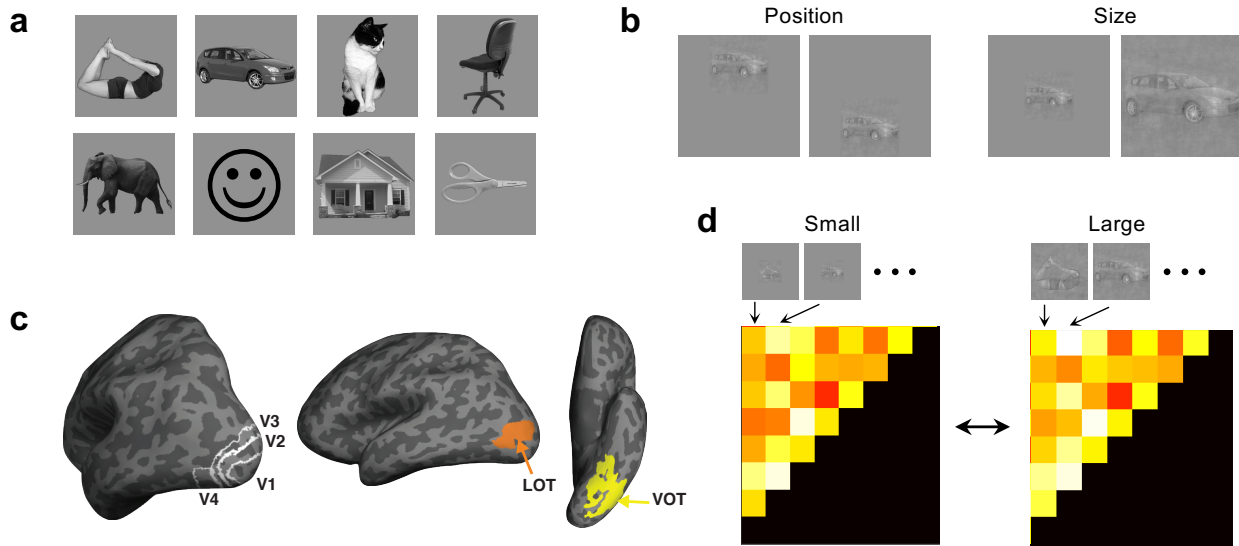 a
b
Position
Size
d
Small
Large
• • •
• • •
c
V3
V2
V1
V4
LOT
VOT